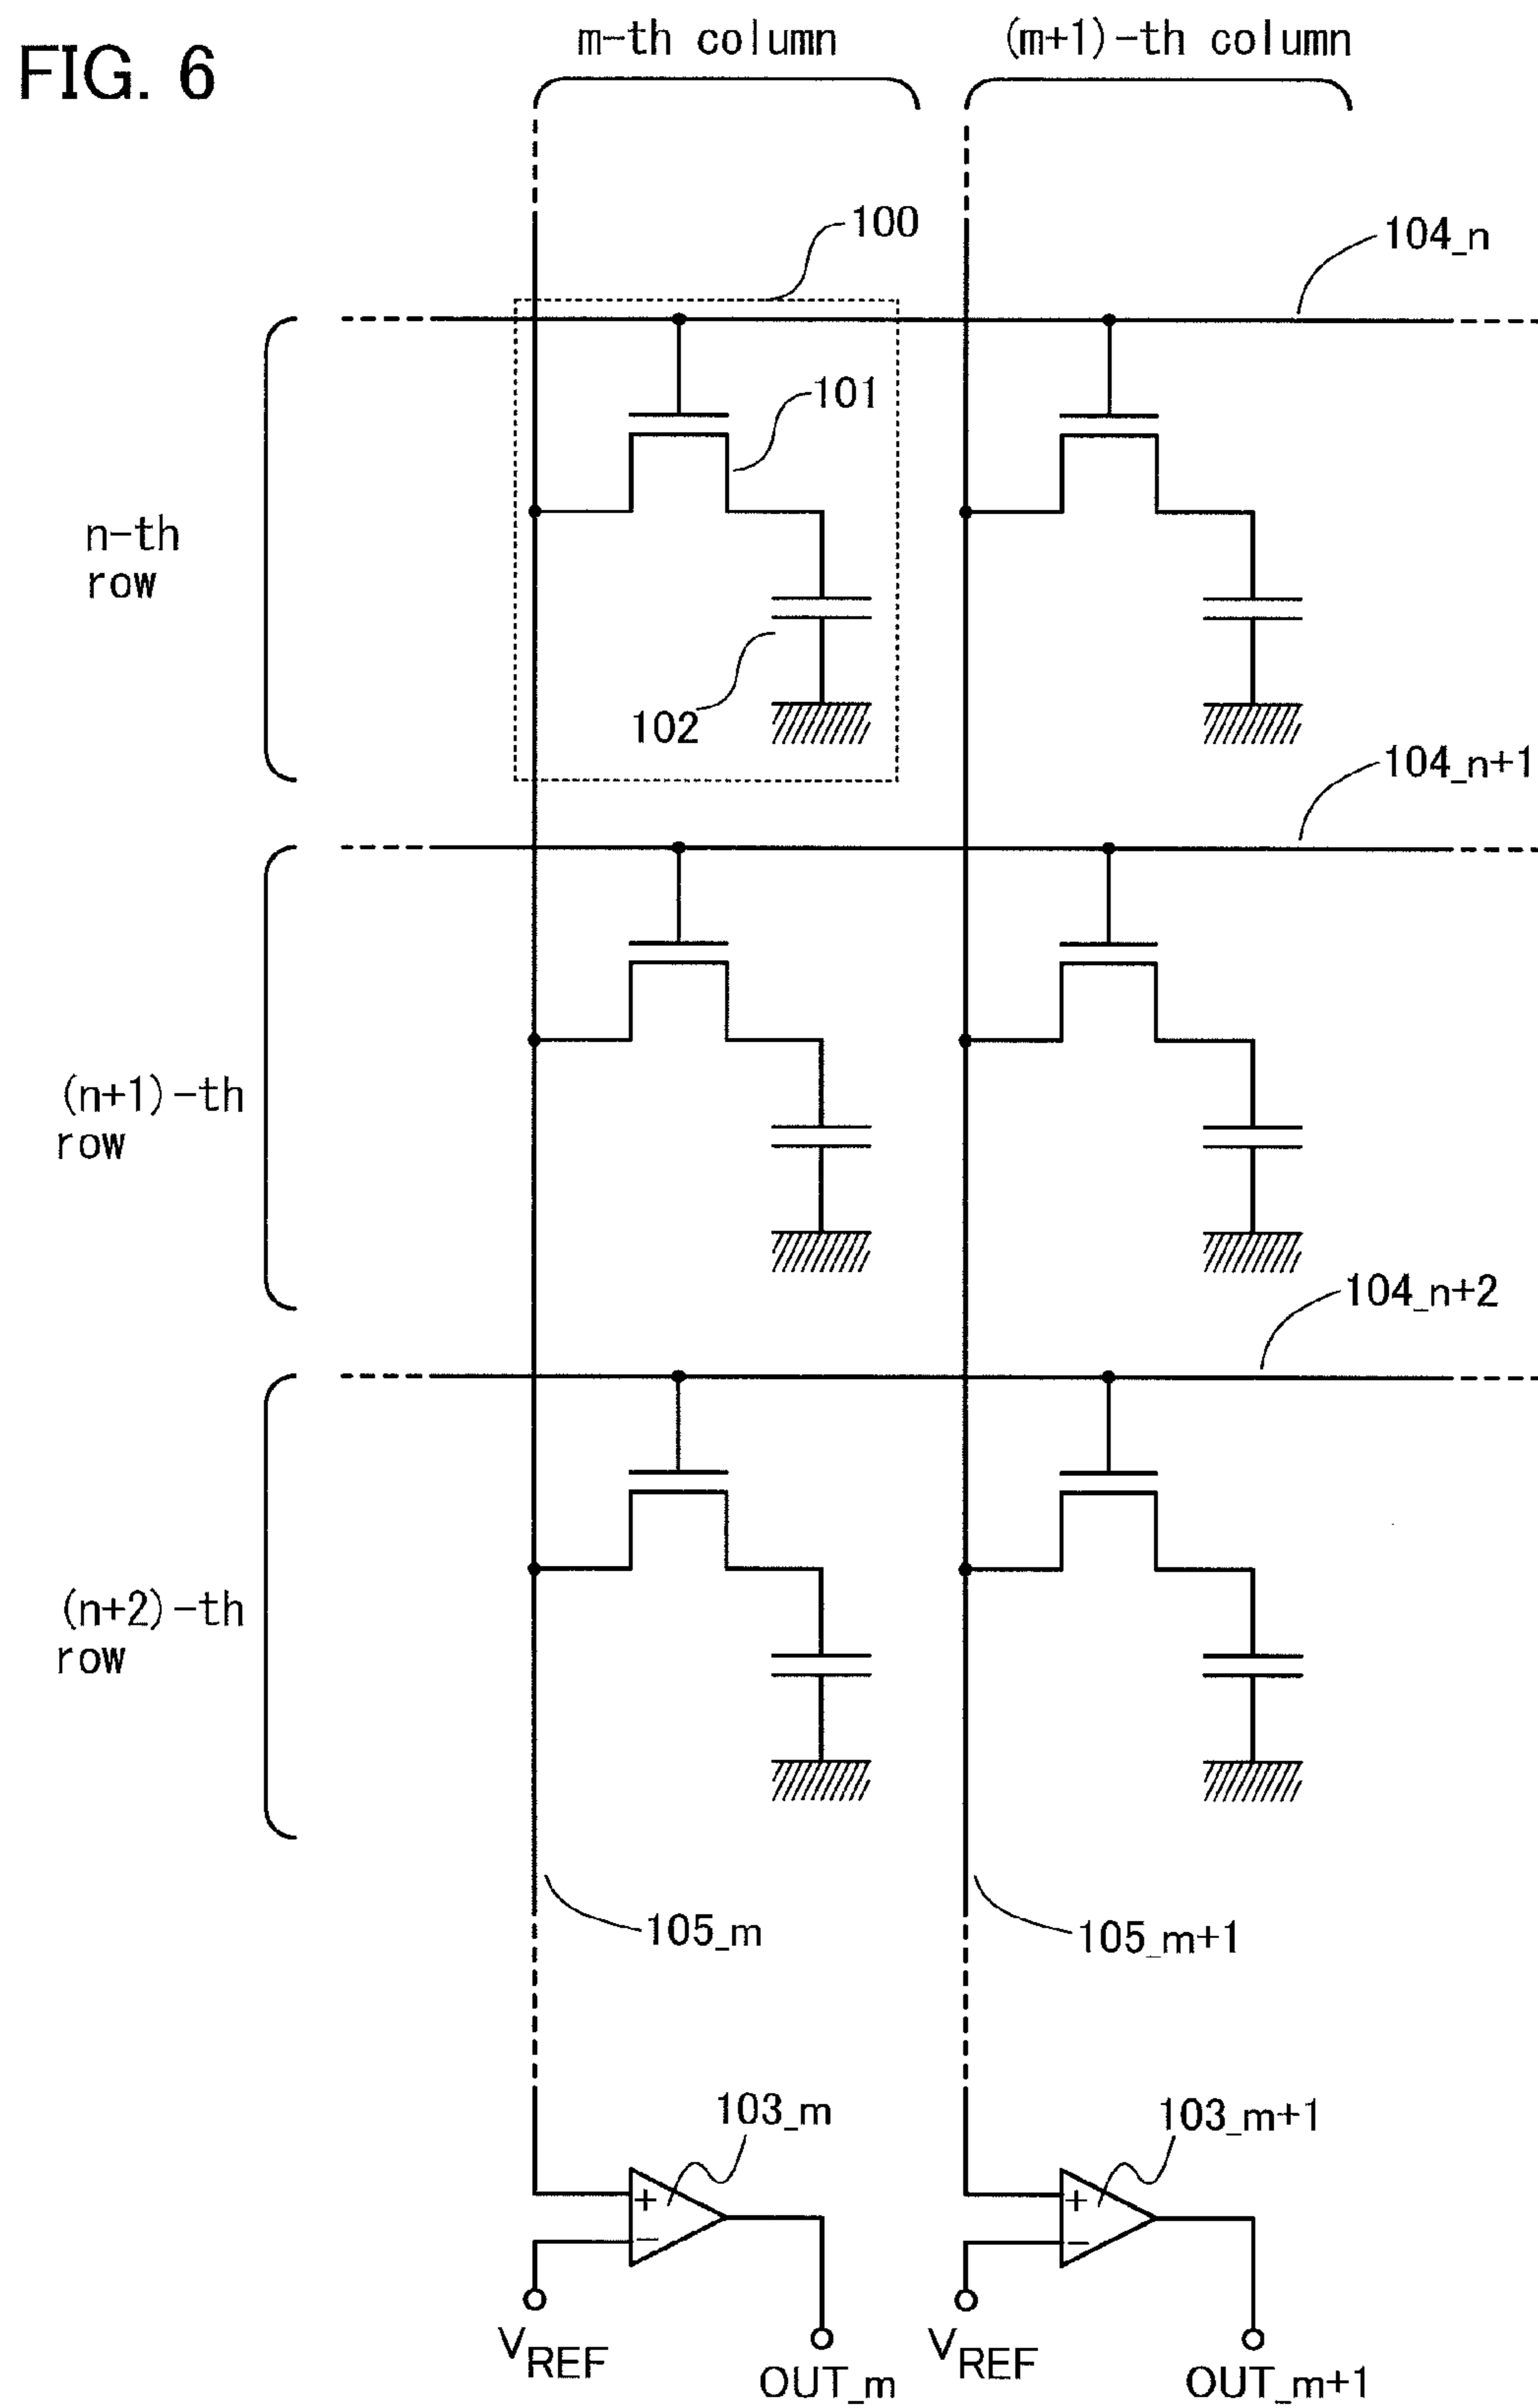 FIG. 6
m-th column
(m+1)-th column
100
104_n
101
n-th
row
102
104_n+1
(n+1)-th
row
104_n+2
(n+2)-th
row
105_m
105_m+1
103_m
103_m+1
+
+
−
−
VREF
VREF
OUT_m
OUT_m+1